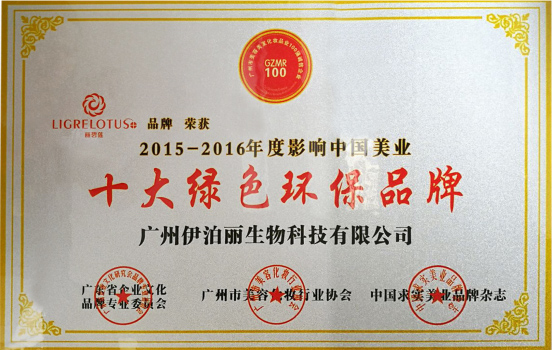 GZMR
100
LIGRELOTUS
品牌 荣获
2015-2016年度影响中国美业
十大绿色环保品牌
广州伊泊丽生物科技有限公司
广东省企业文化
品牌专业委员会
广州市美容化妆行业协会
中国求实美业品牌杂志